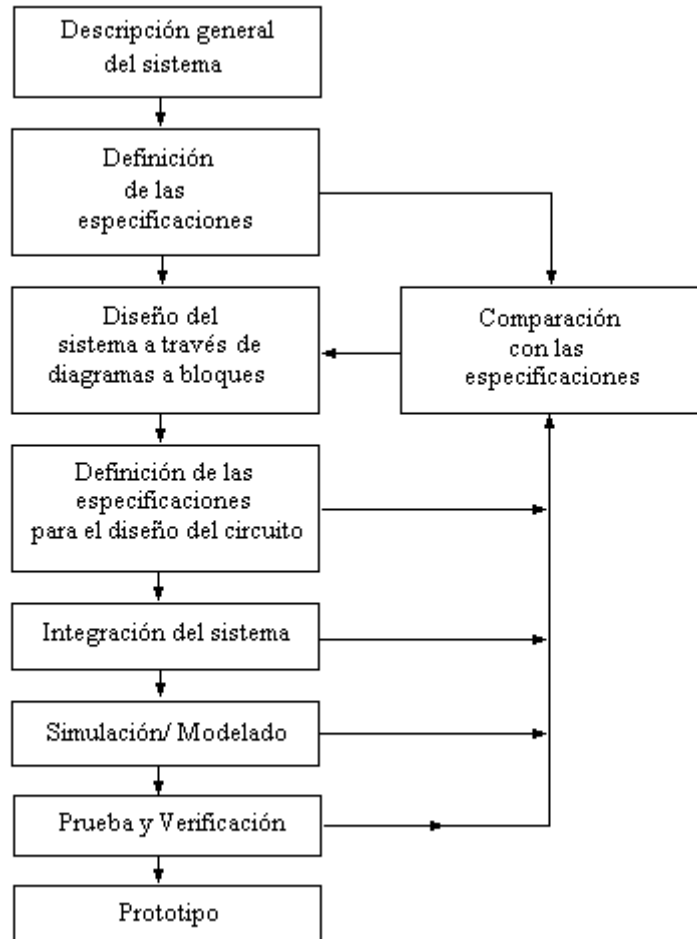 Descripción general
del sistema
Definición
de las
especificaciones
Diseño del
sistema a través de
diagramas a bloques
Comparación
con las
especificaciones
Definición de las
especificaciones
para el diseño del circuito
Integración del sistema
Simulación/ Modelado
Prueba y Verificación
Prototipo